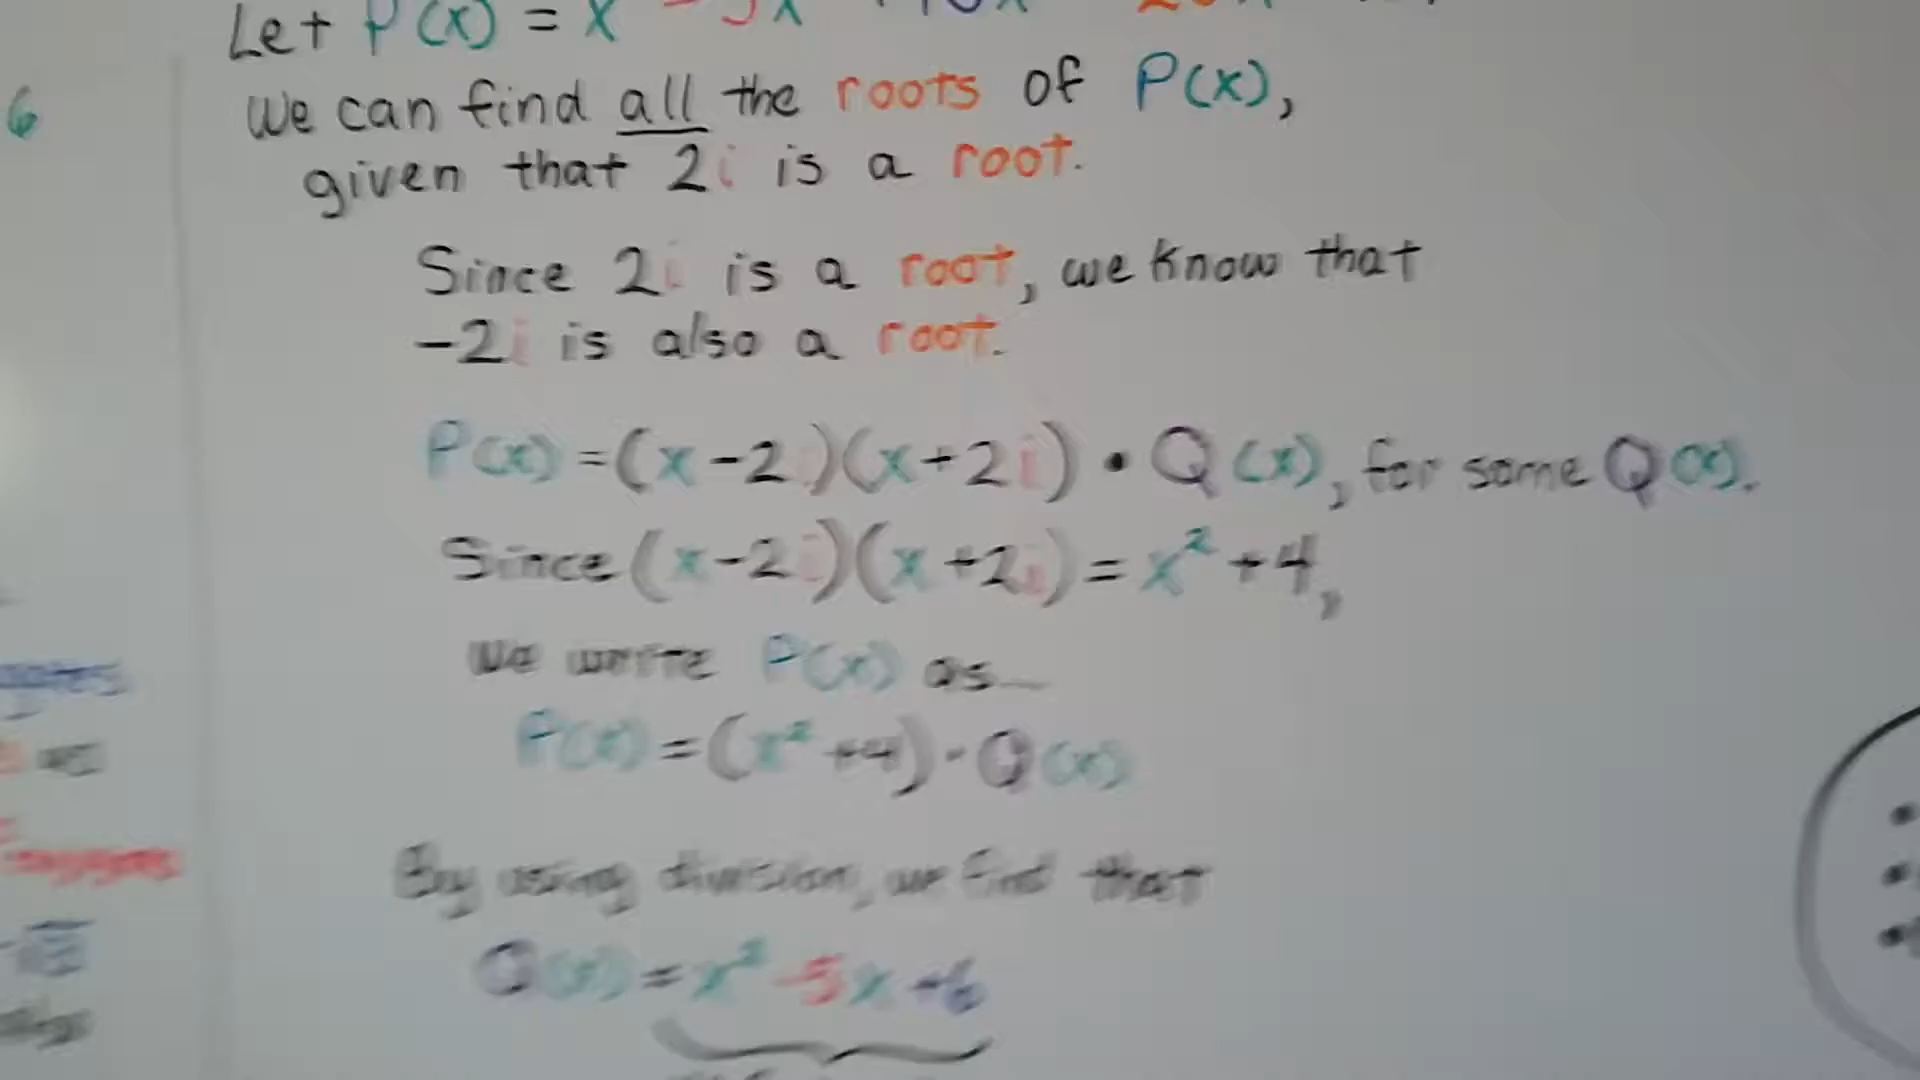 Let P(x) = x - 5x
6
We can find all the roots of P(x),
given that 2i is a root.
Since 2i is a root, we know that
-2i is also a root.
P(x) = (x-2i)(x+2i) • Q(x), for some Q(x).
Since (x-2i)(x+2i) = x² + 4,
we write P(x) as...
P(x) = (x² + 4) · Q(x)
By using division, we find that
Q(x) = x² - 5x + 6